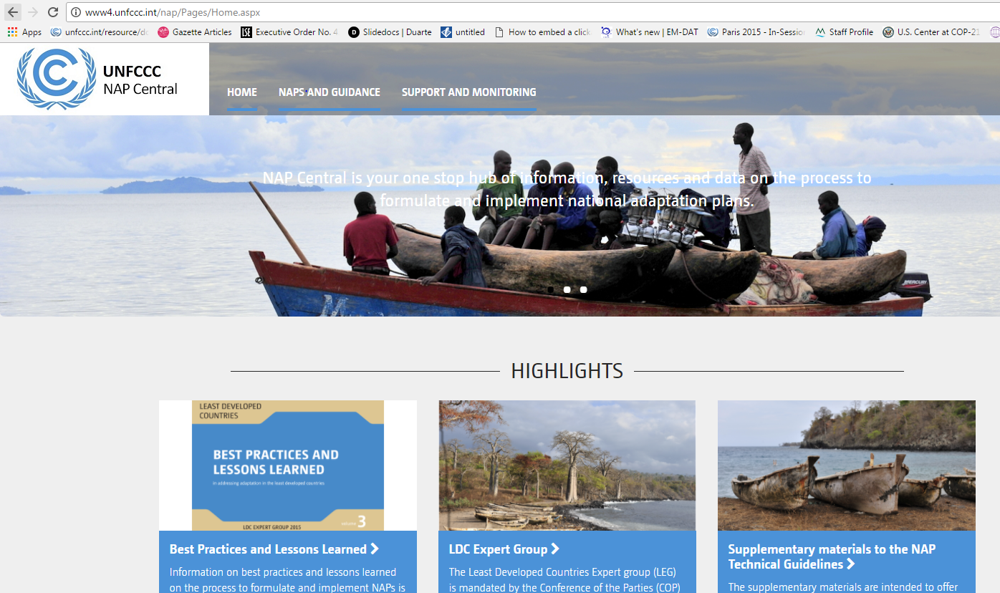 www4.unfccc.int/nap/Pages/Home.aspx
Apps unfccc.int/resource/dc Gazette Articles LSE Executive Order No. 4 D Slidedocs | Duarte untitled How to embed a click What's new | EM-DAT Paris 2015 - In-Sessio Staff Profile U.S. Center at COP-21
UNFCCC
NAP Central
HOME NAPS AND GUIDANCE SUPPORT AND MONITORING
NAP Central is your one stop hub of information, resources and data on the process to
formulate and implement national adaptation plans.
MERCURY
HIGHLIGHTS
LEAST DEVELOPED
COUNTRIES
BEST PRACTICES AND
LESSONS LEARNED
in addressing adaptation in the least developed countries
volume 3
LDC EXPERT GROUP 2015
Best Practices and Lessons Learned
Information on best practices and lessons learned
on the process to formulate and implement NAPs is
LDC Expert Group
The Least Developed Countries Expert group (LEG)
is mandated by the Conference of the Parties (COP)
Supplementary materials to the NAP
Technical Guidelines
The supplementary materials are intended to offer